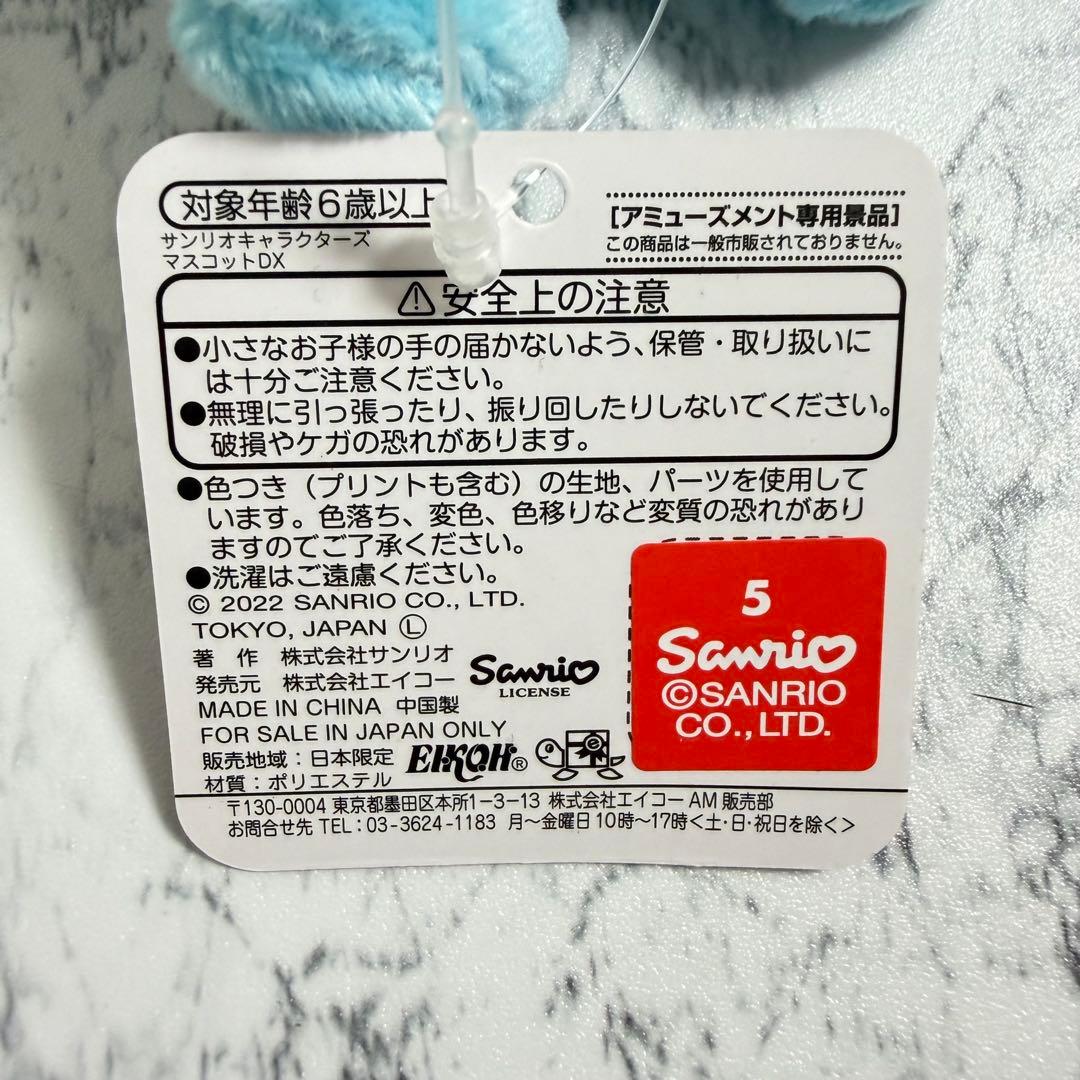 対象年齢6歳以上
サンリオキャラクターズ
マスコットDX
[アミューズメント専用景品]
この商品は一般市販されておりません。
⚠安全上の注意
●小さなお子様の手の届かないよう、保管・取り扱いに
は十分ご注意ください。
●無理に引っ張ったり、振り回したりしないでください。
破損やケガの恐れがあります。
●色つき（プリントも含む）の生地、パーツを使用して
います。色落ち、変色、色移りなど変質の恐れがあり
ますのでご了承ください。
●洗濯はご遠慮ください。
© 2022 SANRIO CO., LTD.
TOKYO, JAPAN Ⓛ
著 作 株式会社サンリオ
発売元 株式会社エイコー
Sanrio
LICENSE
MADE IN CHINA 中国製
FOR SALE IN JAPAN ONLY
販売地域：日本限定
材質：ポリエステル
EIKOH®
5
Sanrio
©SANRIO
CO.,LTD.
〒130-0004 東京都墨田区本所1-3-13 株式会社エイコー AM販売部
お問合せ先 TEL：03-3624-1183 月〜金曜日10時〜17時<土・日・祝日を除く>